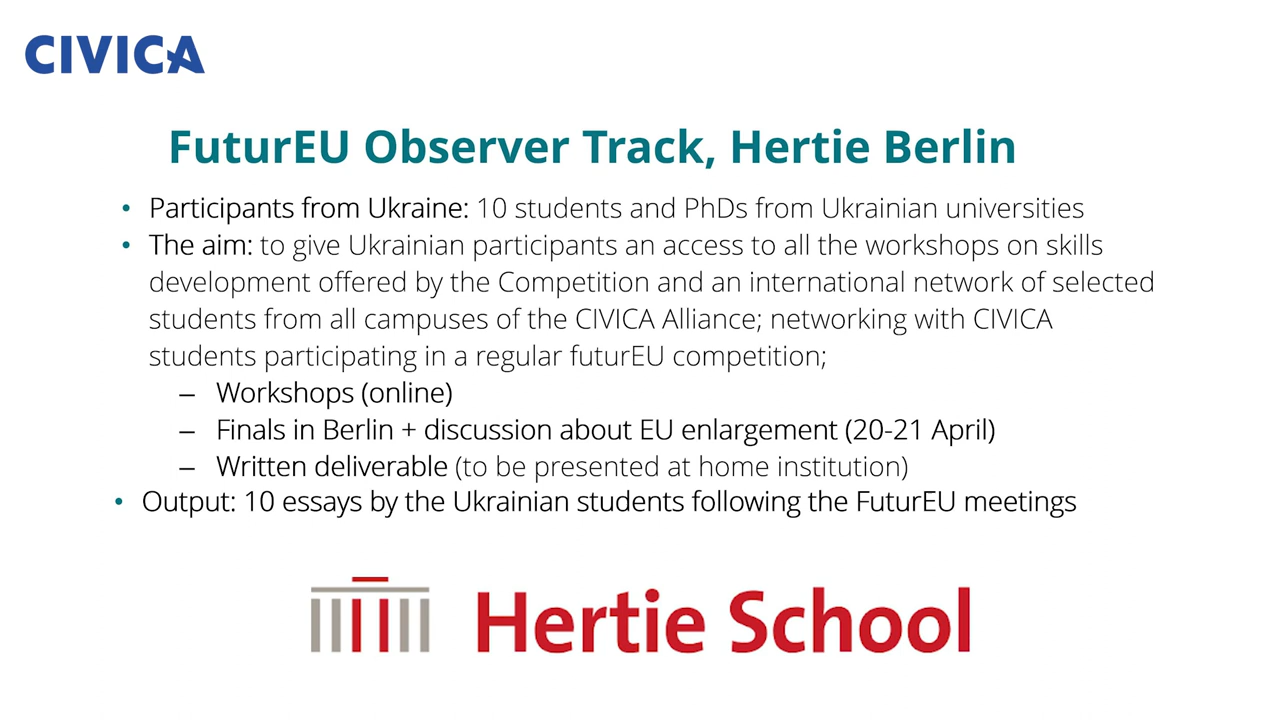 CIVICA
FuturEU Observer Track, Hertie Berlin
• Participants from Ukraine: 10 students and PhDs from Ukrainian universities
• The aim: to give Ukrainian participants an access to all the workshops on skills
development offered by the Competition and an international network of selected
students from all campuses of the CIVICA Alliance; networking with CIVICA
students participating in a regular futurEU competition;
– Workshops (online)
– Finals in Berlin + discussion about EU enlargement (20-21 April)
– Written deliverable (to be presented at home institution)
• Output: 10 essays by the Ukrainian students following the FuturEU meetings
Hertie School